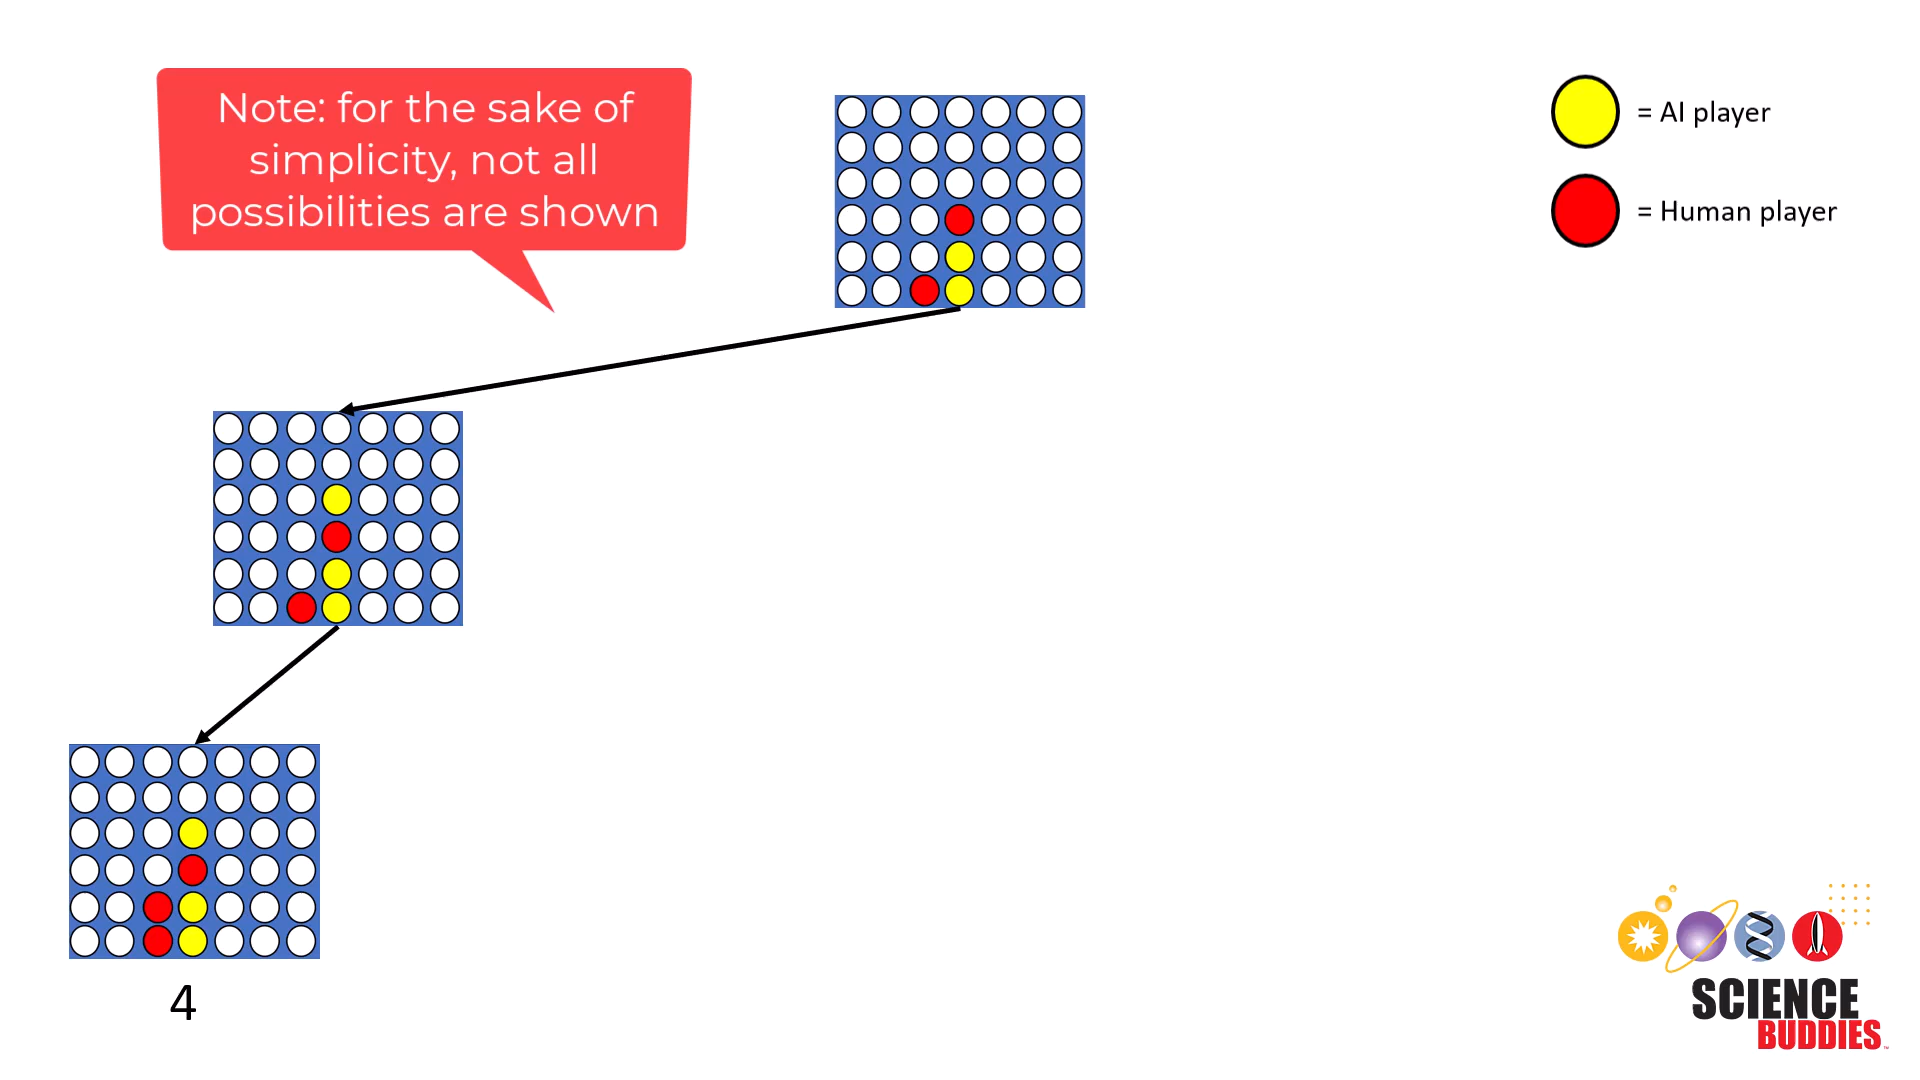 Note: for the sake of
simplicity, not all
possibilities are shown
= AI player
= Human player
4
SCIENCE
BUDDIES